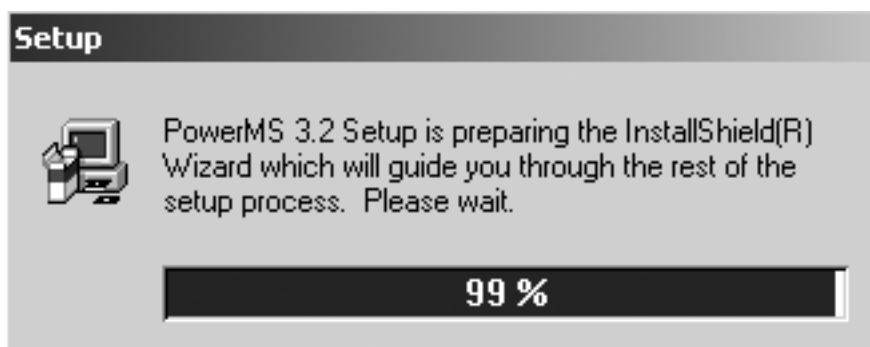 Setup
PowerMS 3.2 Setup is preparing the InstallShield(R)
Wizard which will guide you through the rest of the
setup process.  Please wait.
99 %